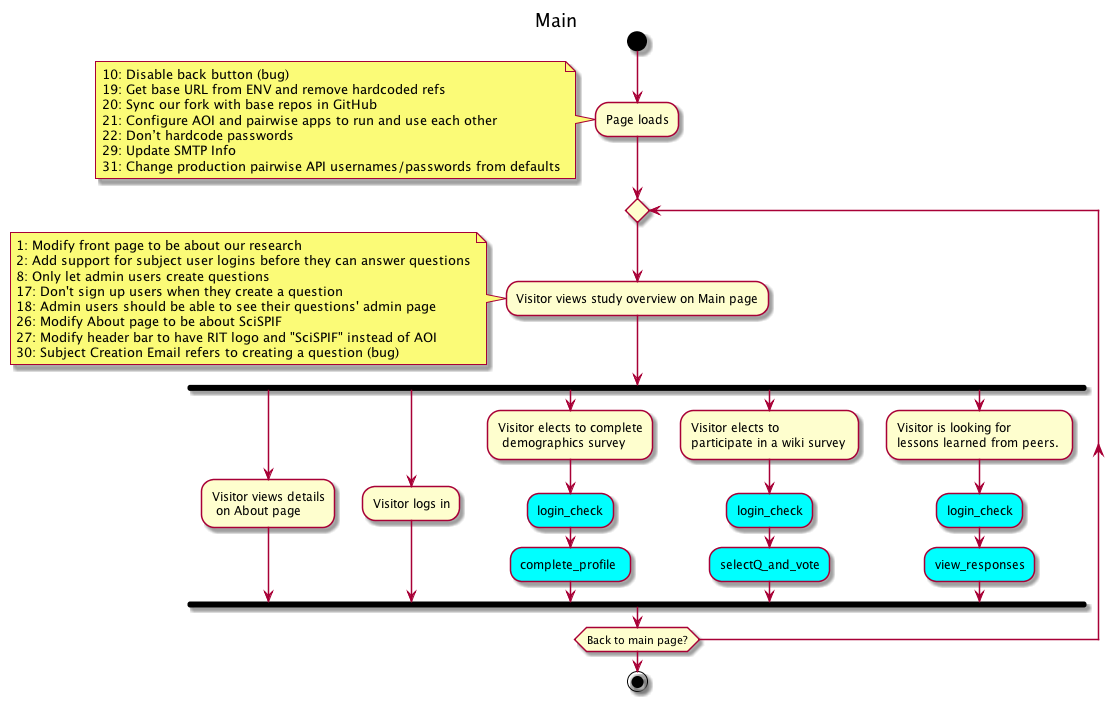 Main
10: Disable back button (bug)
19: Get base URL from ENV and remove hardcoded refs
20: Sync our fork with base repos in GitHub
21: Configure AOI and pairwise apps to run and use each other
22: Don't hardcode passwords
29: Update SMTP Info
31: Change production pairwise API usernames/passwords from defaults
Page loads
1: Modify front page to be about our research
2: Add support for subject user logins before they can answer questions
8: Only let admin users create questions
17: Don't sign up users when they create a question
18: Admin users should be able to see their questions' admin page
26: Modify About page to be about SciSPIF
27: Modify header bar to have RIT logo and "SciSPIF" instead of AOI
30: Subject Creation Email refers to creating a question (bug)
Visitor views study overview on Main page
Visitor views details
on About page
Visitor logs in
Visitor elects to complete
demographics survey
login_check
complete_profile
Visitor elects to
participate in a wiki survey
login_check
selectQ_and_vote
Visitor is looking for
lessons learned from peers.
login_check
view_responses
Back to main page?